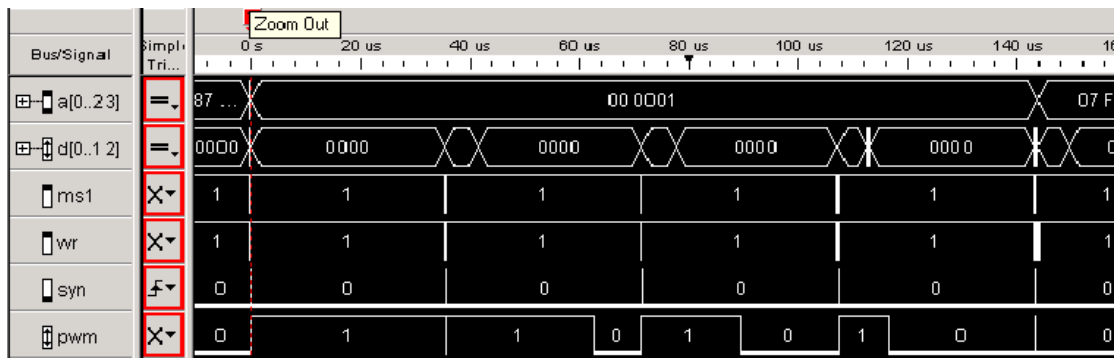 Zoom Out
Bus/Signal Simpl Tri... 0 s 20 us 40 us 60 us 80 us 100 us 120 us 140 us 16
a[0..23] = 87 ... 00 0001 07 F
d[0..12] = 0000 0000 0000 0000 0000 0
ms1 X 1 1 1 1 1 1
wr X 1 1 1 1 1 1
syn 0 0 0 0 0 0
pwm X 0 1 1 0 1 0 1 0 0